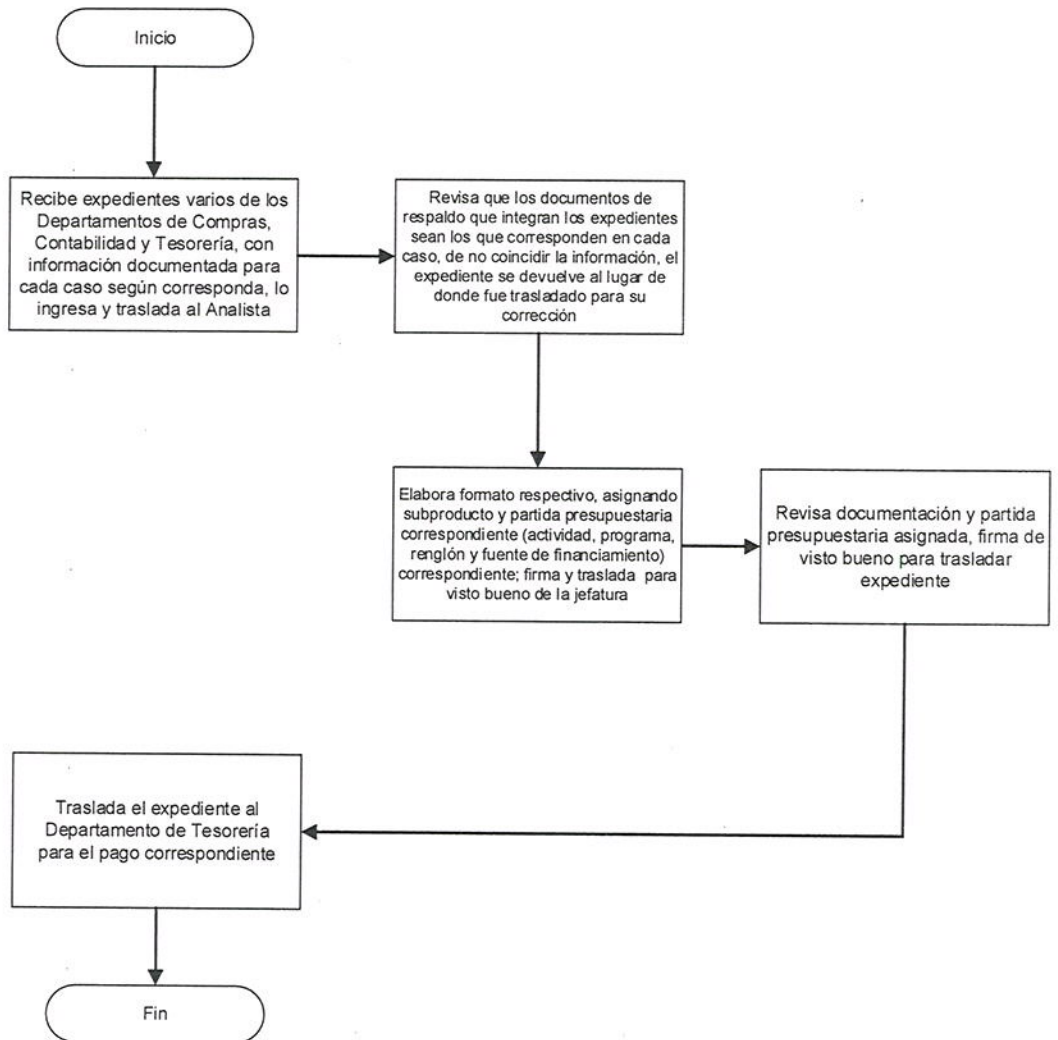 Inicio
Recibe expedientes varios de los
Departamentos de Compras,
Contabilidad y Tesorería, con
información documentada para
cada caso según corresponda, lo
ingresa y traslada al Analista
Revisa que los documentos de
respaldo que integran los expedientes
sean los que corresponden en cada
caso, de no coincidir la información, el
expediente se devuelve al lugar de
donde fue trasladado para su
corrección
Elabora formato respectivo, asignando
subproducto y partida presupuestaria
correspondiente (actividad, programa,
renglón y fuente de financiamiento)
correspondiente; firma y traslada para
visto bueno de la jefatura
Revisa documentación y partida
presupuestaria asignada, firma de
visto bueno para trasladar
expediente
Traslada el expediente al
Departamento de Tesorería
para el pago correspondiente
Fin